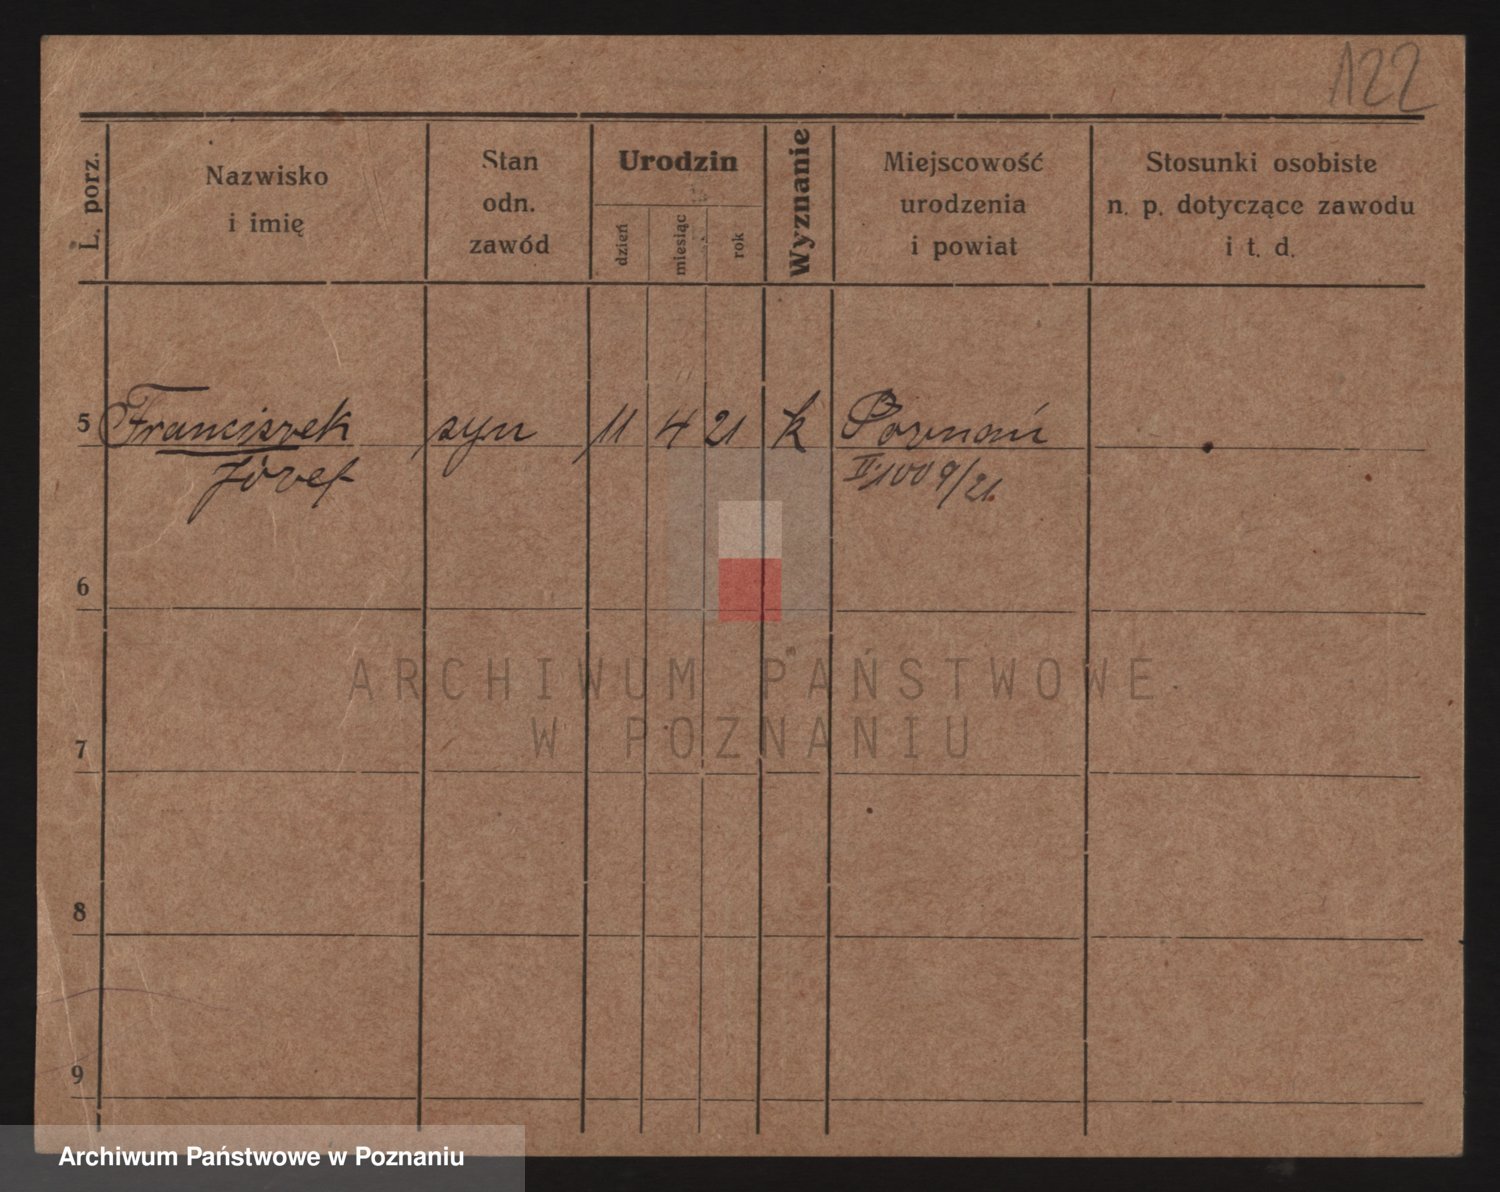 122
L. porz.
Nazwisko
i imię
Stan
odn.
zawód
Urodzin
dzień
miesiąc
rok
Wyznanie
Miejscowość
urodzenia
i powiat
Stosunki osobiste
n. p. dotyczące zawodu
i t. d.
5 Franciszek syn 11 4 21 k Poznań
Józef II 1009/21.
6
7
8
9
ARCHIWUM PAŃSTWOWE
W POZNANIU
Archiwum Państwowe w Poznaniu